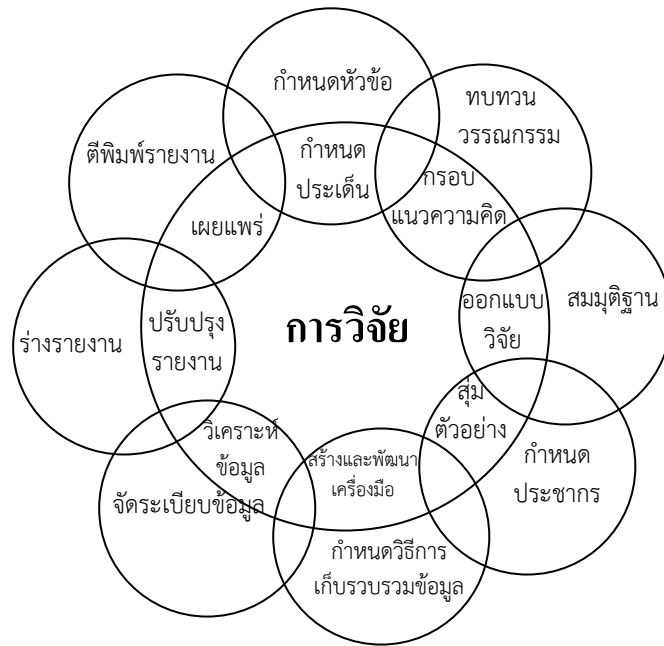 กำหนดหัวข้อ
กำหนด
ประเด็น
ทบทวน
วรรณกรรม
กรอบ
แนวความคิด
สมมุติฐาน
ออกแบบ
วิจัย
กำหนด
ประชากร
สุ่ม
ตัวอย่าง
กำหนดวิธีการ
เก็บรวบรวมข้อมูล
สร้างและพัฒนา
เครื่องมือ
จัดระเบียบข้อมูล
วิเคราะห์
ข้อมูล
ร่างรายงาน
ปรับปรุง
รายงาน
ตีพิมพ์รายงาน
เผยแพร่
การวิจัย